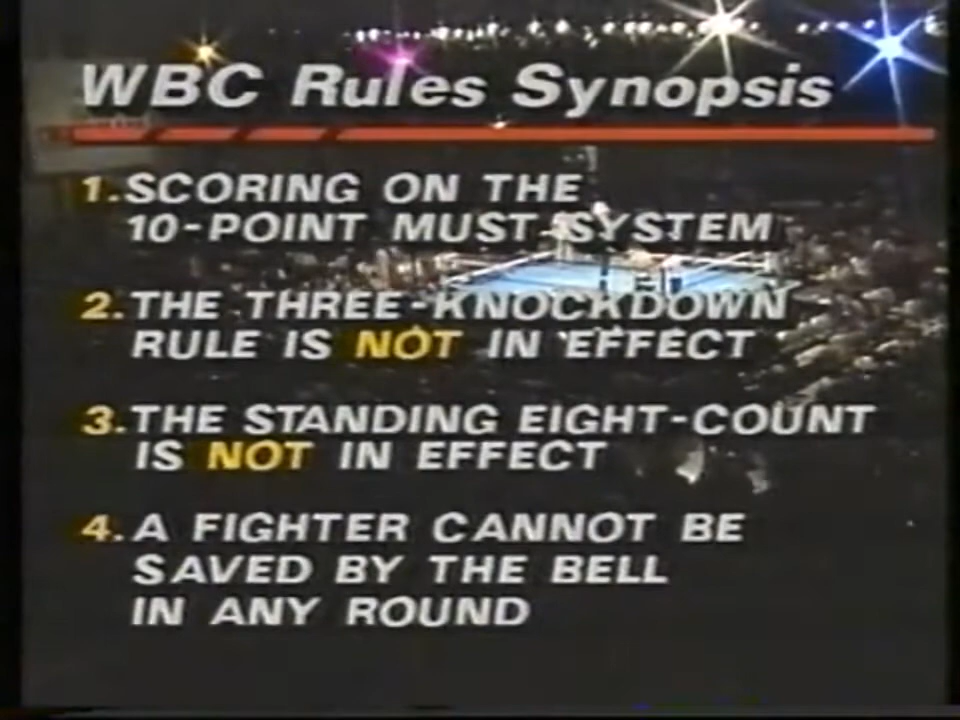 WBC Rules Synopsis
1. SCORING ON THE
10-POINT MUST SYSTEM
2. THE THREE-KNOCKDOWN
RULE IS NOT IN EFFECT
3. THE STANDING EIGHT-COUNT
IS NOT IN EFFECT
4. A FIGHTER CANNOT BE
SAVED BY THE BELL
IN ANY ROUND